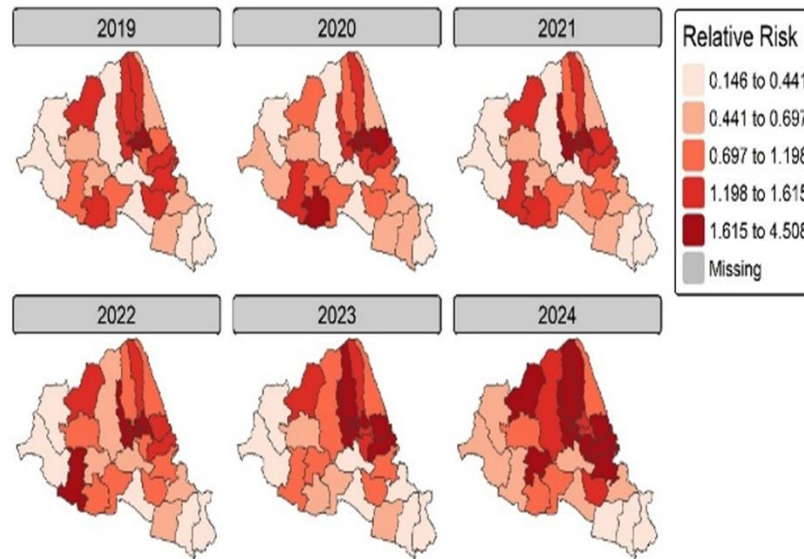 2019
2020
2021
Relative Risk
0.146 to 0.441
0.441 to 0.697
0.697 to 1.198
1.198 to 1.615
1.615 to 4.508
Missing
2022
2023
2024